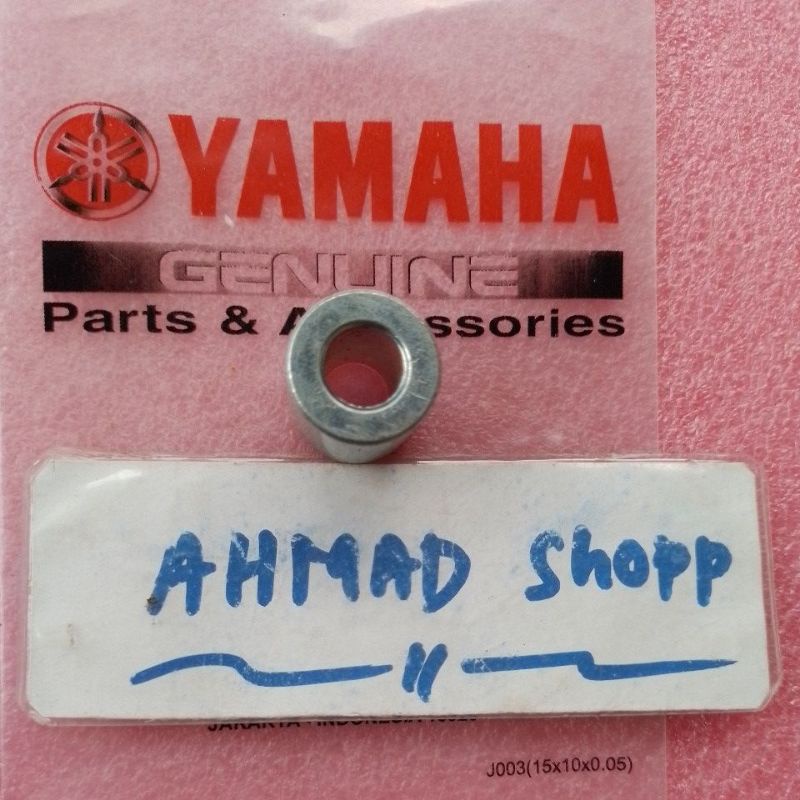 YAMAHA
GENUINE
Parts & A ssories
AHMAD Shopp
J003(15x10x0.05)